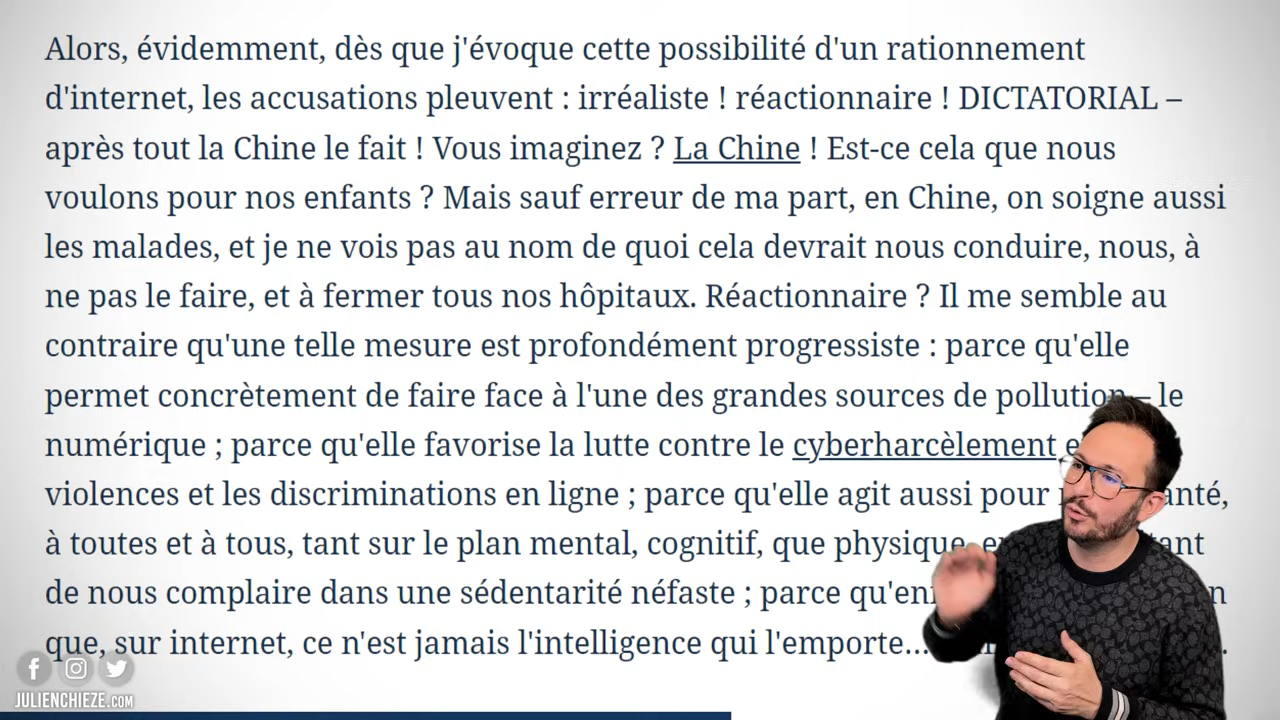 Alors, évidemment, dès que j'évoque cette possibilité d'un rationnement
d'internet, les accusations pleuvent : irréaliste ! réactionnaire ! DICTATORIAL –
après tout la Chine le fait ! Vous imaginez ? La Chine ! Est-ce cela que nous
voulons pour nos enfants ? Mais sauf erreur de ma part, en Chine, on soigne aussi
les malades, et je ne vois pas au nom de quoi cela devrait nous conduire, nous, à
ne pas le faire, et à fermer tous nos hôpitaux. Réactionnaire ? Il me semble au
contraire qu'une telle mesure est profondément progressiste : parce qu'elle
permet concrètement de faire face à l'une des grandes sources de pollution – le
numérique ; parce qu'elle favorise la lutte contre le cyberharcèlement
violences et les discriminations en ligne ; parce qu'elle agit aussi pour
à toutes et à tous, tant sur le plan mental, cognitif, que physique,
de nous complaire dans une sédentarité néfaste ; parce
que, sur internet, ce n'est jamais l'intelligence qui l'emporte...
JULIENCHIEZE.COM